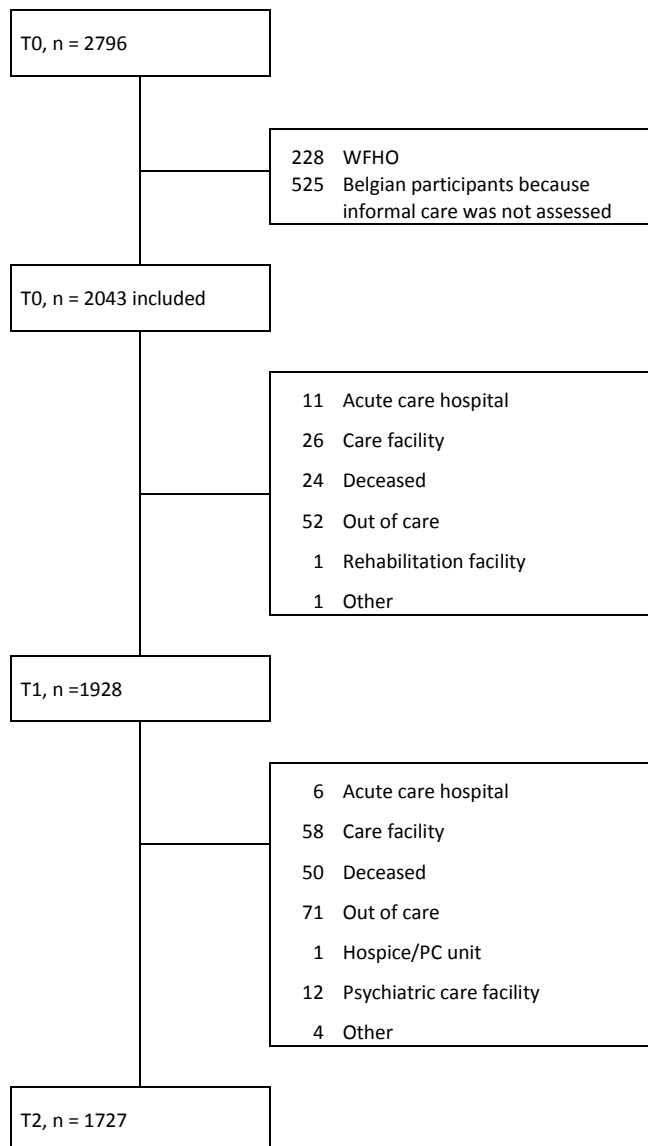 T0, n = 2796
228 WFHO
525 Belgian participants because
informal care was not assessed
T0, n = 2043 included
11 Acute care hospital
26 Care facility
24 Deceased
52 Out of care
1 Rehabilitation facility
1 Other
T1, n =1928
6 Acute care hospital
58 Care facility
50 Deceased
71 Out of care
1 Hospice/PC unit
12 Psychiatric care facility
4 Other
T2, n = 1727